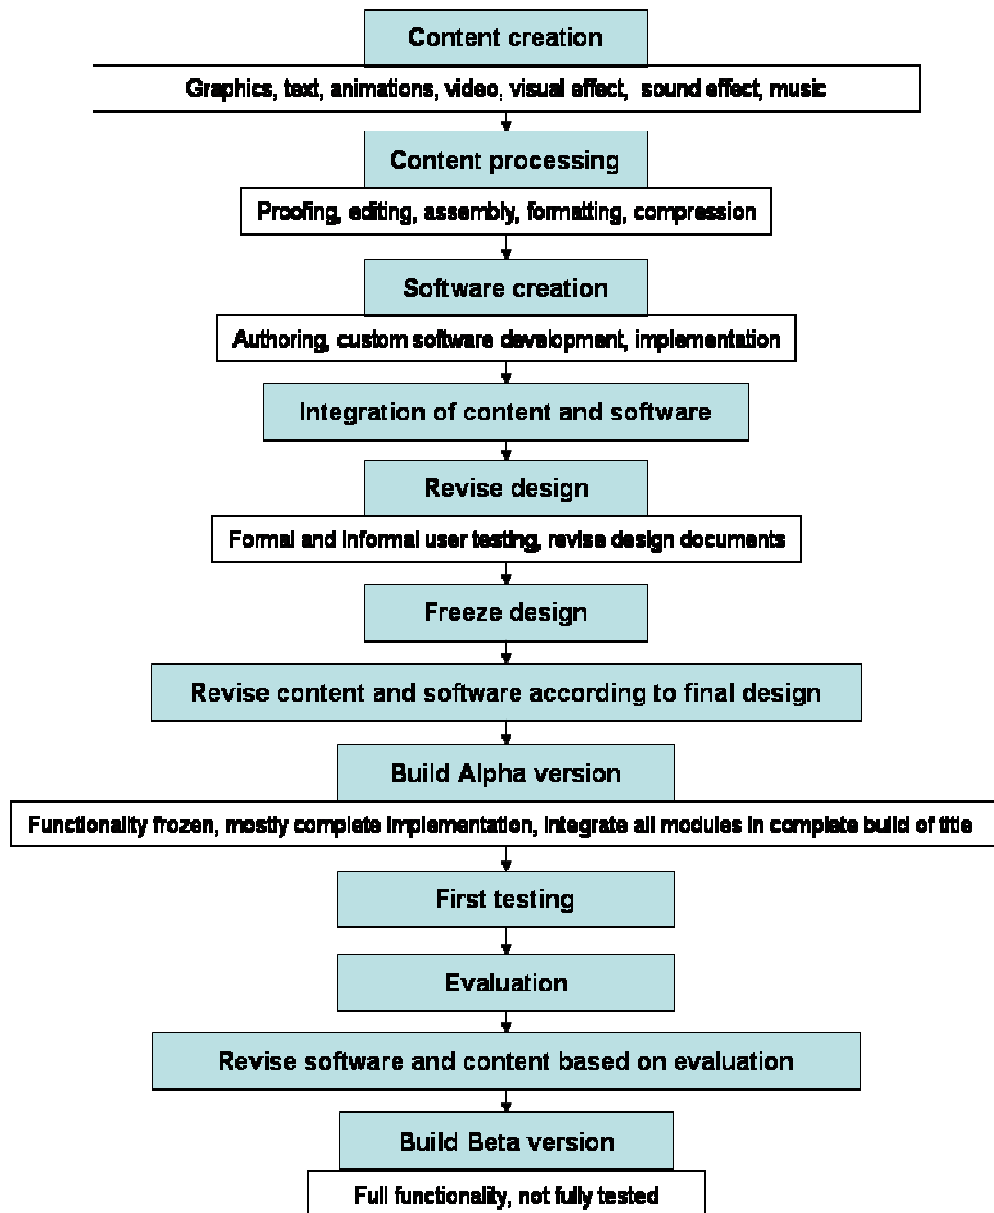 Content creation
Graphics, text, animations, video, visual effect, sound effect, music
Content processing
Proofing, editing, assembly, formatting, compression
Software creation
Authoring, custom software development, implementation
Integration of content and software
Revise design
Formal and informal user testing, revise design documents
Freeze design
Revise content and software according to final design
Build Alpha version
Functionality frozen, mostly complete implementation, integrate all modules in complete build of title
First testing
Evaluation
Revise software and content based on evaluation
Build Beta version
Full functionality, not fully tested